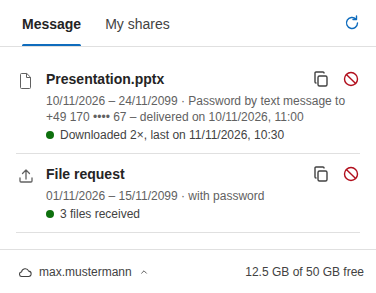 Message My shares
Presentation.pptx
10/11/2026 – 24/11/2099 · Password by text message to
+49 170 •••• 67 – delivered on 10/11/2026, 11:00
Downloaded 2×, last on 11/11/2026, 10:30
File request
01/11/2026 – 15/11/2099 · with password
3 files received
max.mustermann 12.5 GB of 50 GB free